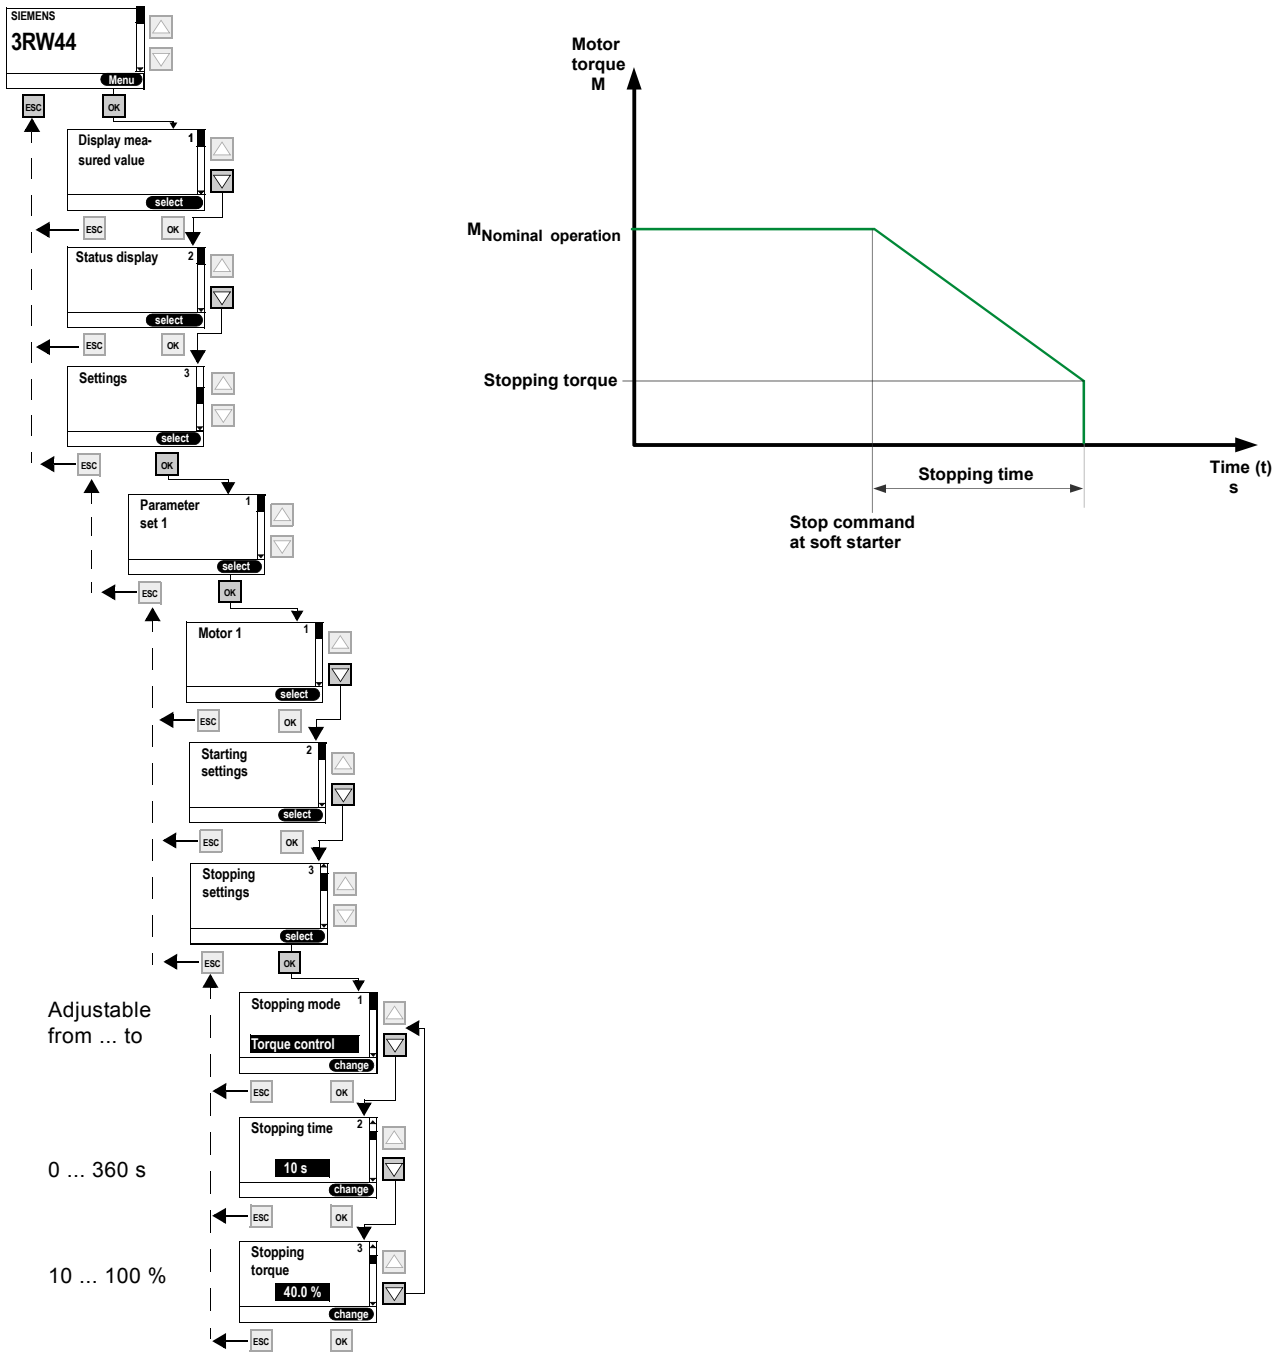 SIEMENS
3RW44
Menu
ESC
OK
Display mea-
sured value
1
select
ESC
OK
Status display
2
select
ESC
OK
Settings
3
select
ESC
OK
Parameter
set 1
1
select
ESC
OK
Motor 1
1
select
ESC
OK
Starting
settings
2
select
ESC
OK
Stopping
settings
3
select
ESC
OK
Adjustable
from ... to
Stopping mode
1
Torque control
change
ESC
OK
0 ... 360 s
Stopping time
2
10 s
change
ESC
OK
10 ... 100 %
Stopping
torque
3
40.0 %
change
ESC
OK
Motor
torque
M
MNominal operation
Stopping torque
Stopping time
Time (t)
s
Stop command
at soft starter